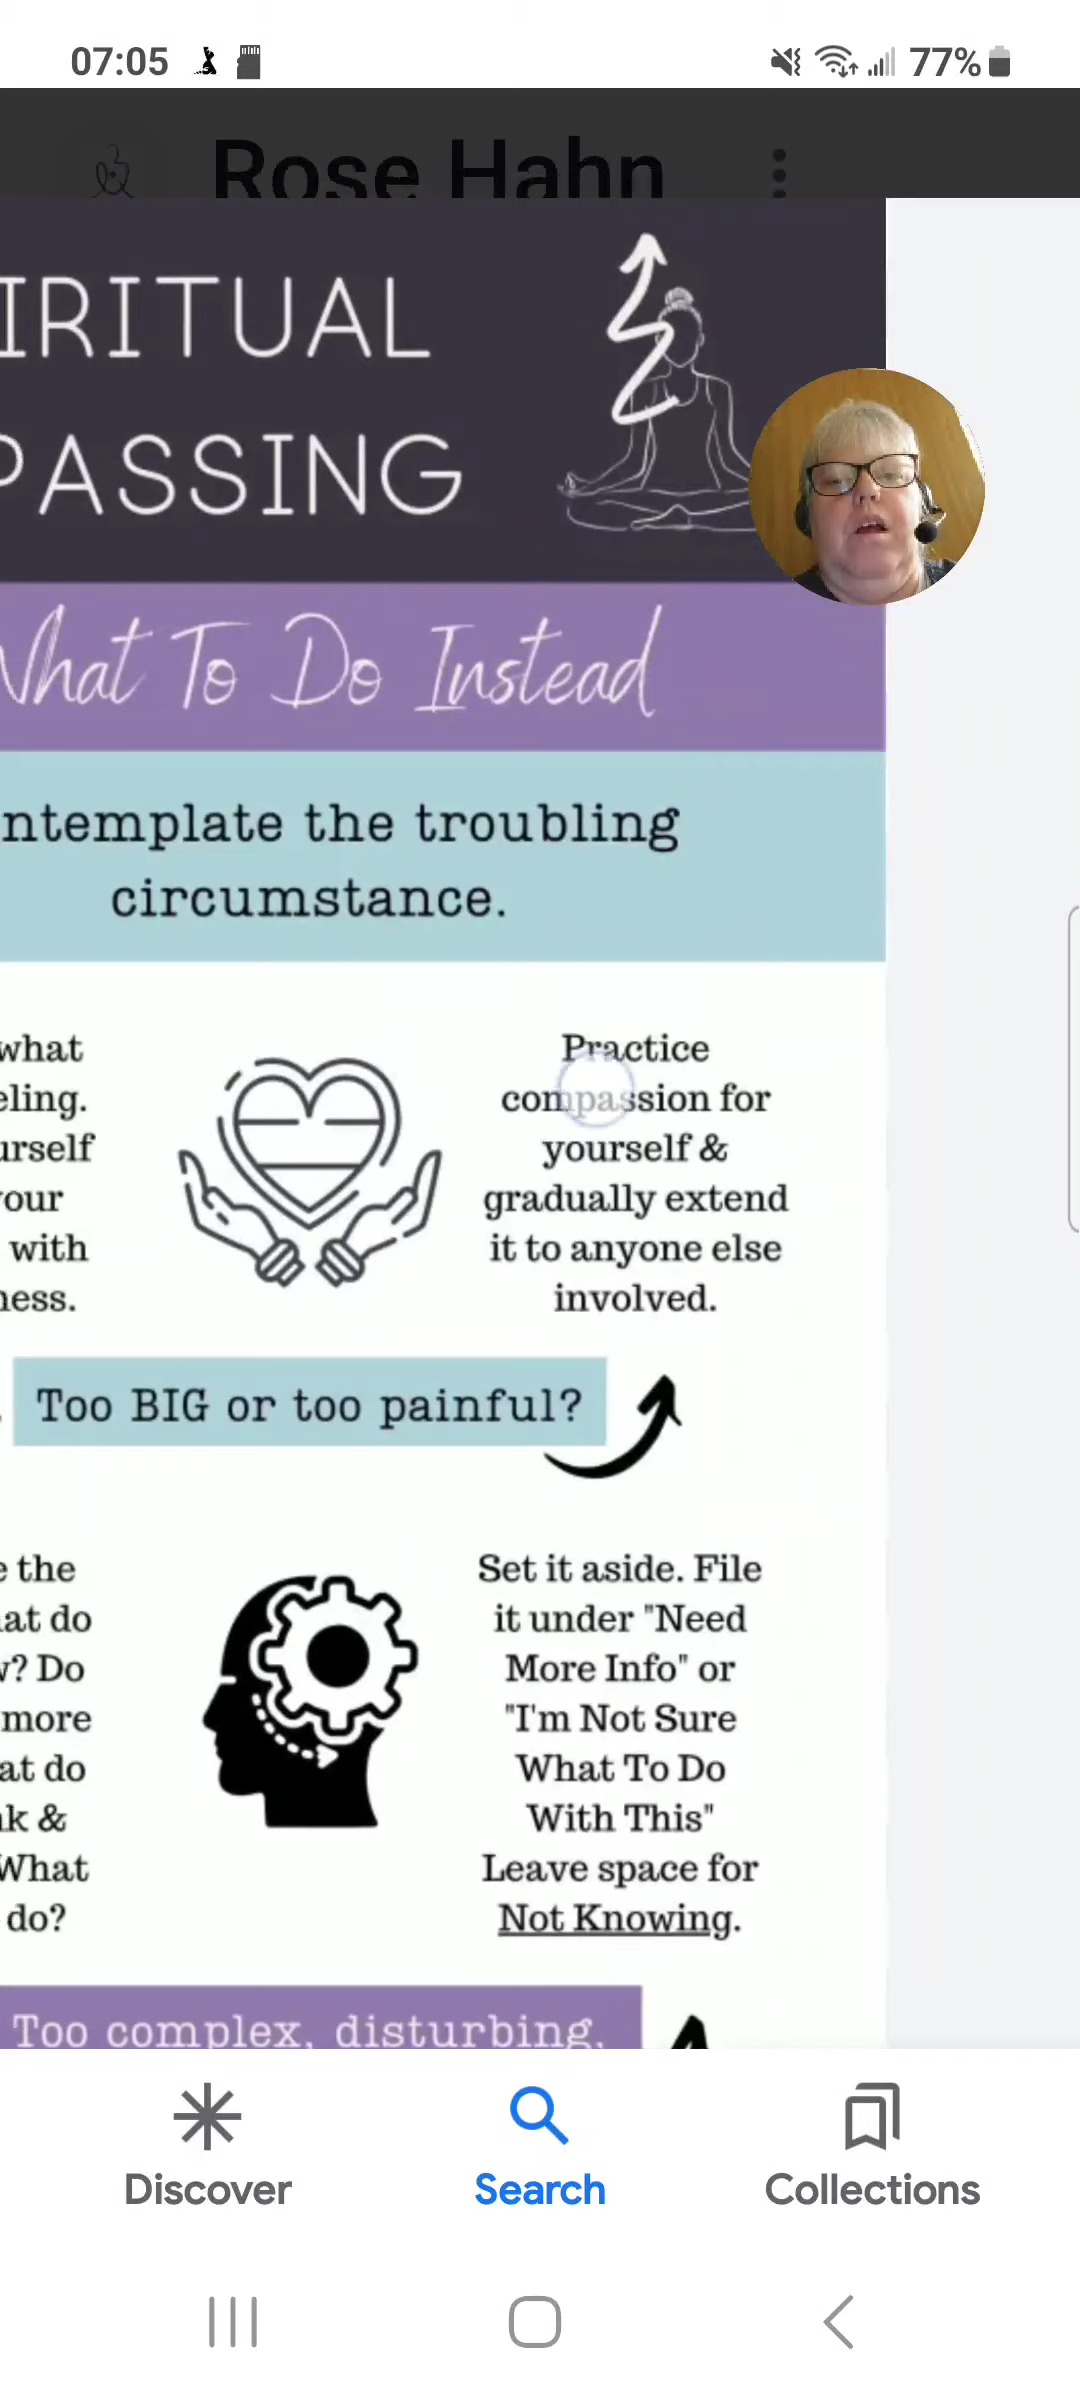 07:05
77%
Rose Hahn
IRITUAL
PASSING
What To Do Instead
ntemplate the troubling
circumstance.
what
eling.
urself
our
with
ness.
Practice
compassion for
yourself &
gradually extend
it to anyone else
involved.
Too BIG or too painful?
e the
at do
? Do
more
at do
k &
What
do?
Set it aside. File
it under "Need
More Info" or
"I'm Not Sure
What To Do
With This"
Leave space for
Not Knowing.
Too complex, disturbing,
Discover
Search
Collections